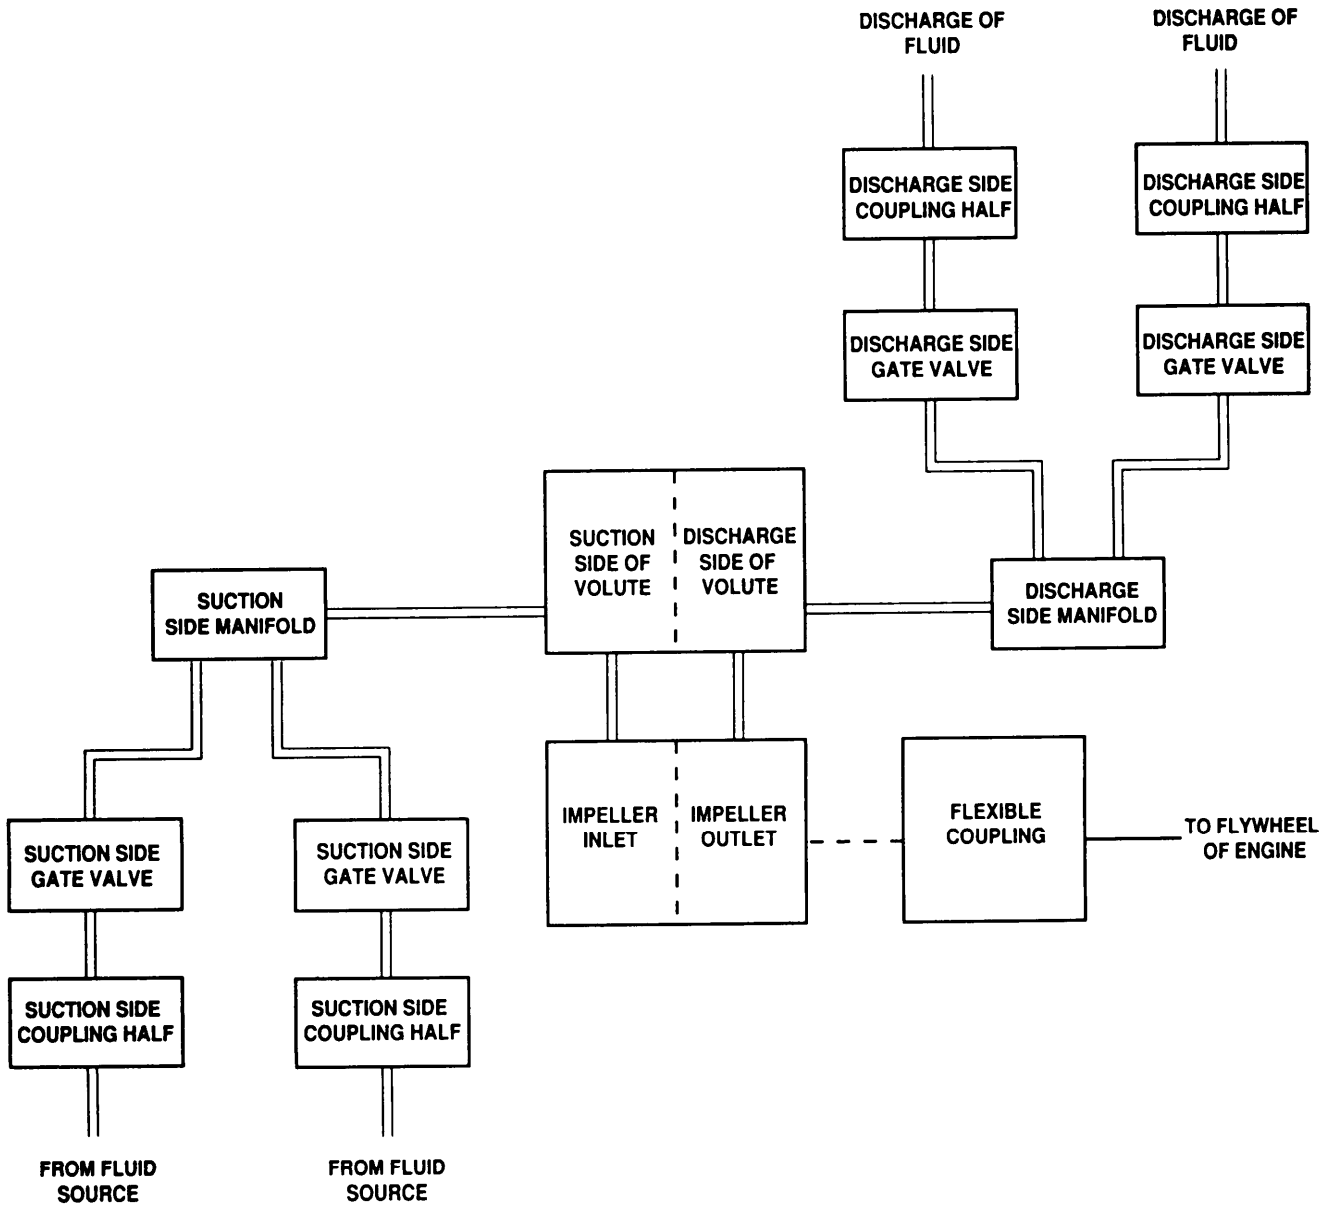 DISCHARGE OF
FLUID
DISCHARGE OF
FLUID
DISCHARGE SIDE
COUPLING HALF
DISCHARGE SIDE
COUPLING HALF
DISCHARGE SIDE
GATE VALVE
DISCHARGE SIDE
GATE VALVE
SUCTION
SIDE OF
VOLUTE
DISCHARGE
SIDE OF
VOLUTE
SUCTION
SIDE MANIFOLD
DISCHARGE
SIDE MANIFOLD
IMPELLER
INLET
IMPELLER
OUTLET
FLEXIBLE
COUPLING
TO FLYWHEEL
OF ENGINE
SUCTION SIDE
GATE VALVE
SUCTION SIDE
GATE VALVE
SUCTION SIDE
COUPLING HALF
SUCTION SIDE
COUPLING HALF
FROM FLUID
SOURCE
FROM FLUID
SOURCE